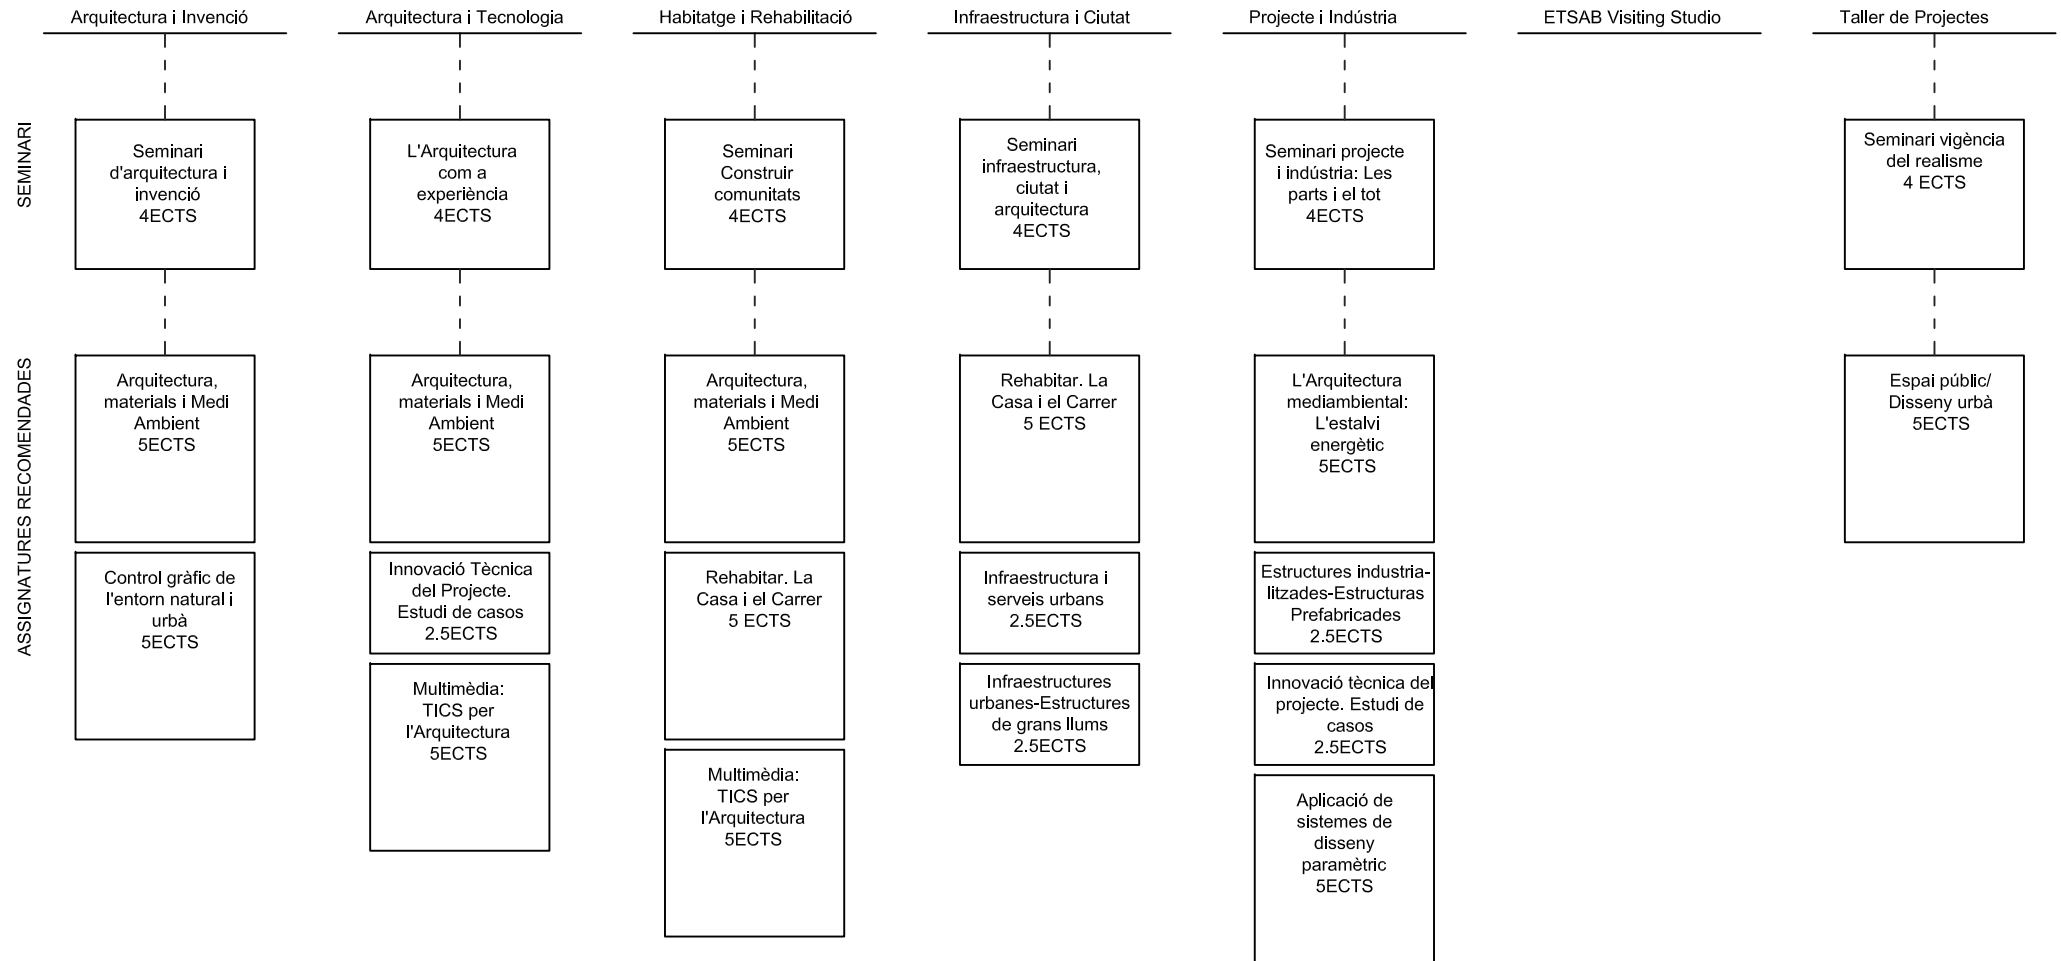 Arquitectura i Invenció
Arquitectura i Tecnologia
Habitatge i Rehabilitació
Infraestructura i Ciutat
Projecte i Indústria
ETSAB Visiting Studio
Taller de Projectes
SEMINARI
Seminari
d'arquitectura i
invenció
4ECTS
L'Arquitectura
com a
experiència
4ECTS
Seminari
Construir
comunitats
4ECTS
Seminari
infraestructura,
ciutat i
arquitectura
4ECTS
Seminari projecte
i indústria: Les
parts i el tot
4ECTS
Seminari vigència
del realisme
4 ECTS
ASSIGNATURES RECOMENDADES
Arquitectura,
materials i Medi
Ambient
5ECTS
Control gràfic de
l'entorn natural i
urbà
5ECTS
Arquitectura,
materials i Medi
Ambient
5ECTS
Innovació Tècnica
del Projecte.
Estudi de casos
2.5ECTS
Multimèdia:
TICS per
l'Arquitectura
5ECTS
Arquitectura,
materials i Medi
Ambient
5ECTS
Rehabitar. La
Casa i el Carrer
5 ECTS
Multimèdia:
TICS per
l'Arquitectura
5ECTS
Rehabitar. La
Casa i el Carrer
5 ECTS
Infraestructura i
serveis urbans
2.5ECTS
Infraestructures
urbanes-Estructures
de grans llums
2.5ECTS
L'Arquitectura
mediambiental:
L'estalvi
energètic
5ECTS
Estructures industria-
litzades-Estructuras
Prefabricades
2.5ECTS
Innovació tècnica del
projecte. Estudi de
casos
2.5ECTS
Aplicació de
sistemes de
disseny
paramètric
5ECTS
Espai públic/
Disseny urbà
5ECTS